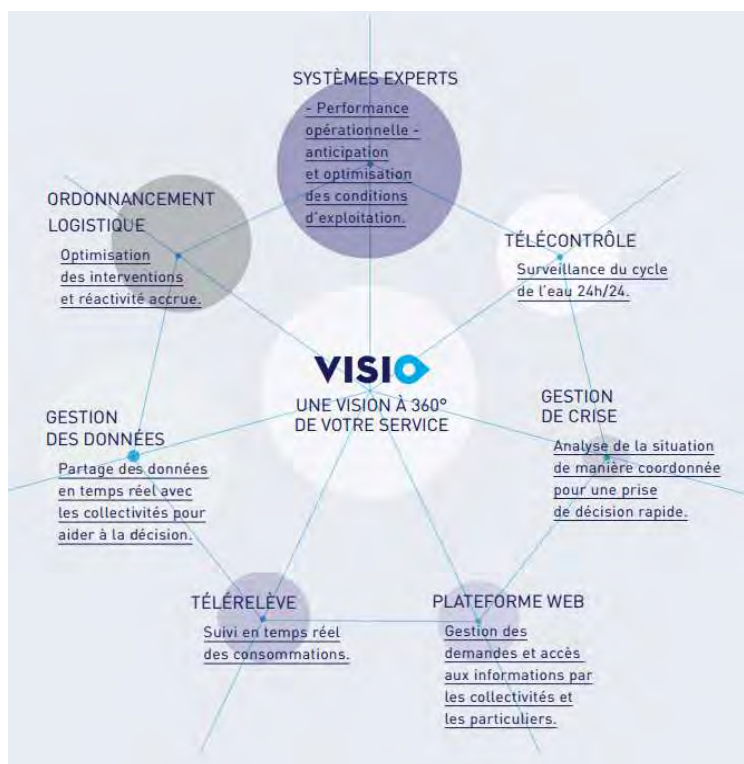 SYSTÈMES EXPERTS
- Performance
opérationnelle -
anticipation
et optimisation
des conditions
d'exploitation.
ORDONNANCEMENT
LOGISTIQUE
Optimisation
des interventions
et réactivité accrue.
TÉLÉCONTRÔLE
Surveillance du cycle
de l'eau 24h/24.
VISIO
UNE VISION À 360°
DE VOTRE SERVICE
GESTION
DES DONNÉES
Partage des données
en temps réel avec
les collectivités pour
aider à la décision.
GESTION
DE CRISE
Analyse de la situation
de manière coordonnée
pour une prise
de décision rapide.
TÉLÉRELÈVE
Suivi en temps réel
des consommations.
PLATEFORME WEB
Gestion des
demandes et accès
aux informations par
les collectivités et
les particuliers.